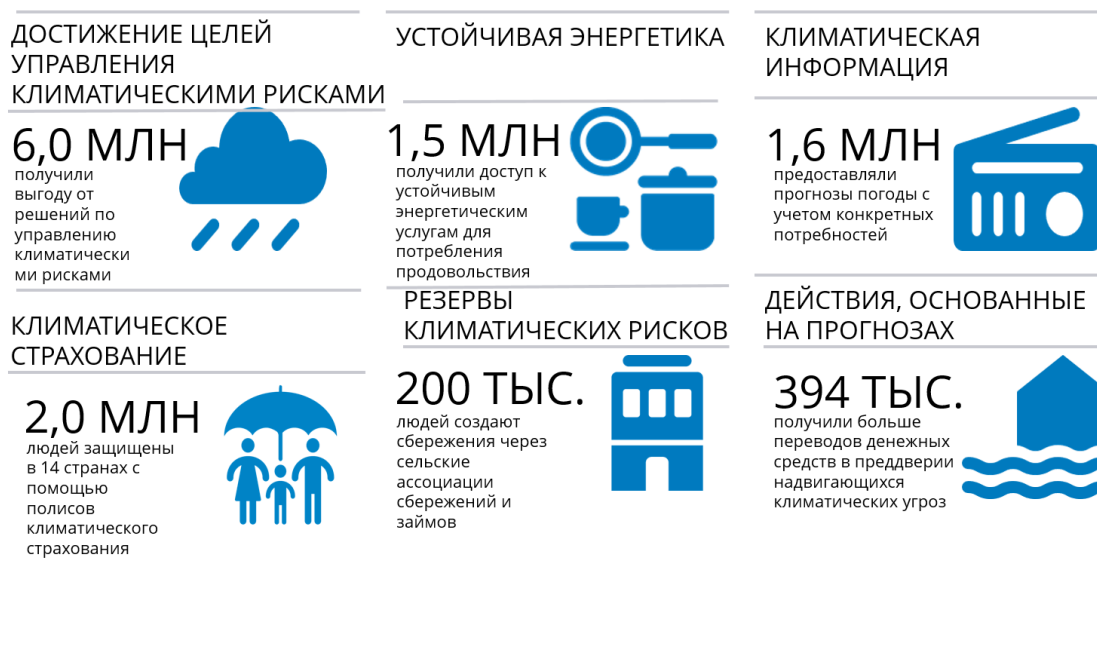 ДОСТИЖЕНИЕ ЦЕЛЕЙ
УПРАВЛЕНИЯ
КЛИМАТИЧЕСКИМИ РИСКАМИ
6,0 МЛН
получили
выгоду от
решений по
управлению
климатически
ми рисками
УСТОЙЧИВАЯ ЭНЕРГЕТИКА
1,5 МЛН
получили доступ к
устойчивым
энергетическим
услугам для
потребления
продовольствия
КЛИМАТИЧЕСКАЯ
ИНФОРМАЦИЯ
1,6 МЛН
предоставляли
прогнозы погоды с
учетом конкретных
потребностей
КЛИМАТИЧЕСКОЕ
СТРАХОВАНИЕ
2,0 МЛН
людей защищены
в 14 странах с
помощью
полисов
климатического
страхования
РЕЗЕРВЫ
КЛИМАТИЧЕСКИХ РИСКОВ
200 ТЫС.
людей создают
сбережения через
сельские
ассоциации
сбережений и
займов
ДЕЙСТВИЯ, ОСНОВАННЫЕ
НА ПРОГНОЗАХ
394 ТЫС.
получили больше
переводов денежных
средств в преддверии
надвигающихся
климатических угроз